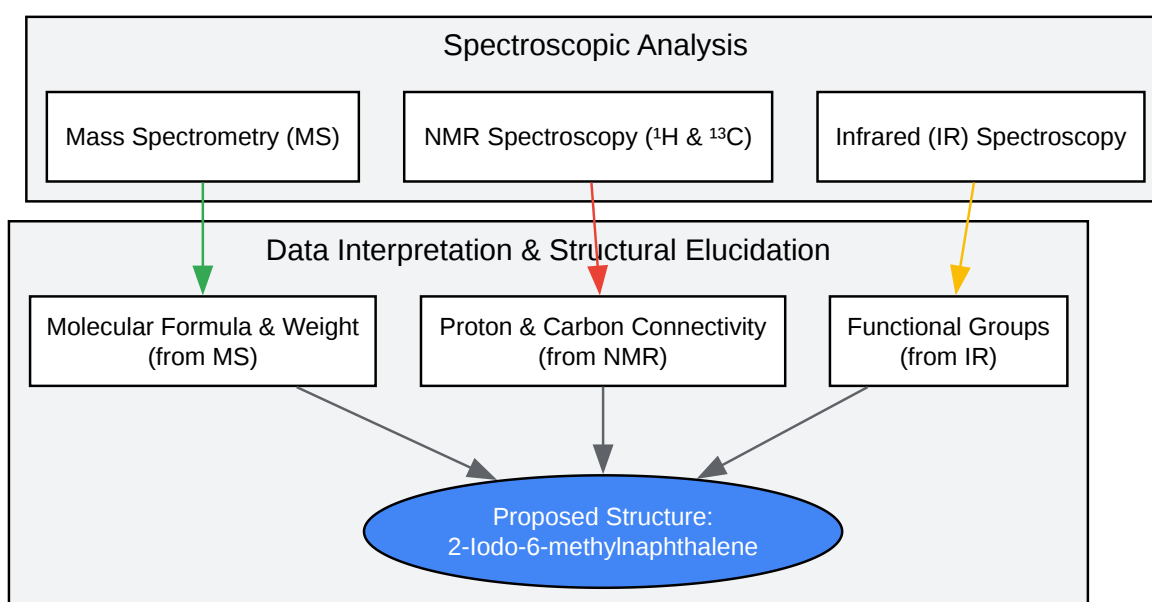 Spectroscopic Analysis
Mass Spectrometry (MS)
NMR Spectroscopy (¹H & ¹³C)
Infrared (IR) Spectroscopy
Data Interpretation & Structural Elucidation
Molecular Formula & Weight
(from MS)
Proton & Carbon Connectivity
(from NMR)
Functional Groups
(from IR)
Proposed Structure:
2-Iodo-6-methylnaphthalene